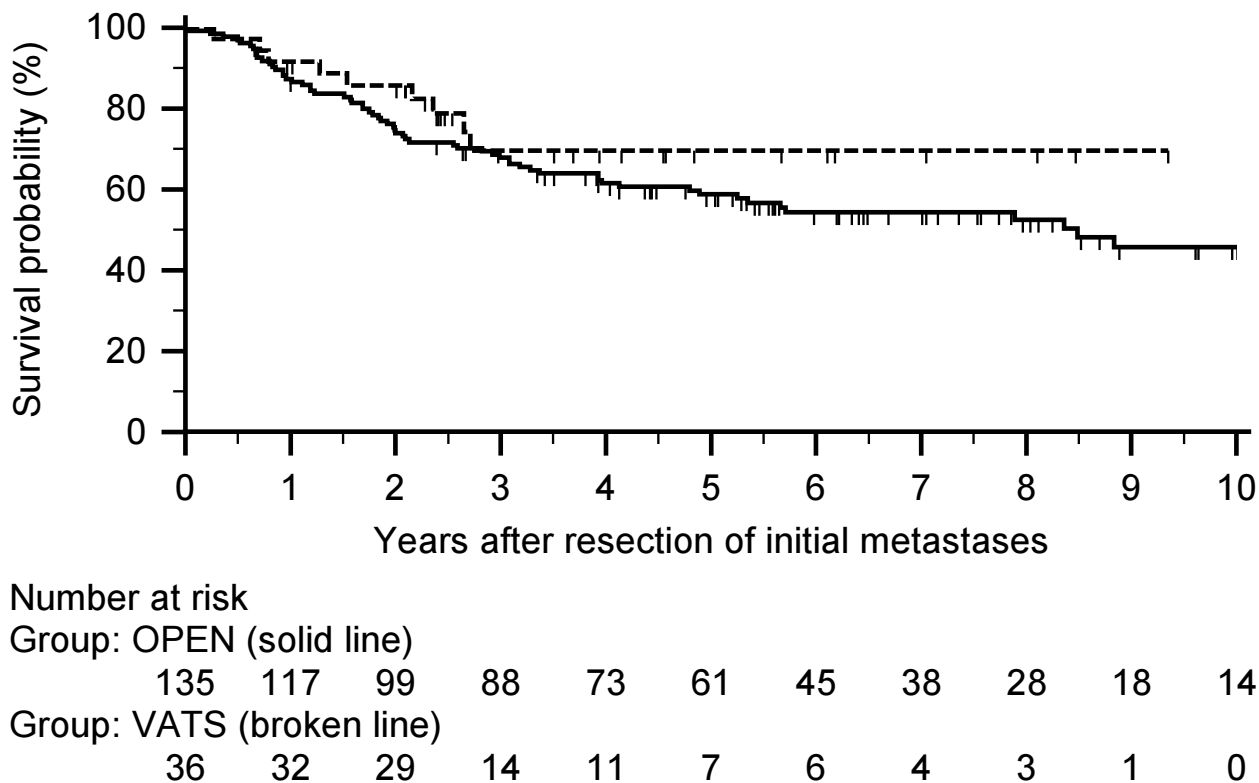 Survival probability (%)
100
80
60
40
20
0
0 1 2 3 4 5 6 7 8 9 10
Years after resection of initial metastases
Number at risk
Group: OPEN (solid line)
135 117 99 88 73 61 45 38 28 18 14
Group: VATS (broken line)
36 32 29 14 11 7 6 4 3 1 0